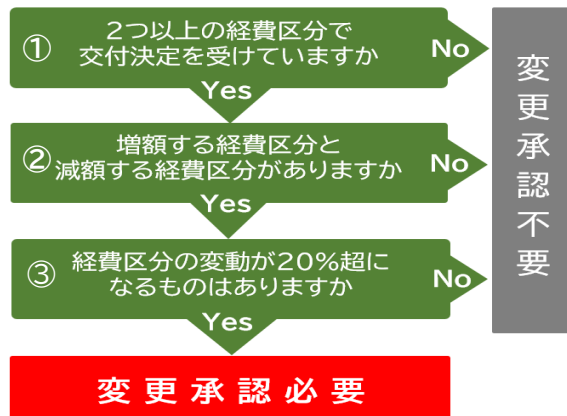 ① 2つ以上の経費区分で
交付決定を受けていますか
No
Yes
② 増額する経費区分と
減額する経費区分がありますか
No
Yes
③ 経費区分の変動が20%超に
なるものはありますか
No
Yes
変更承認必要
変更承認不要